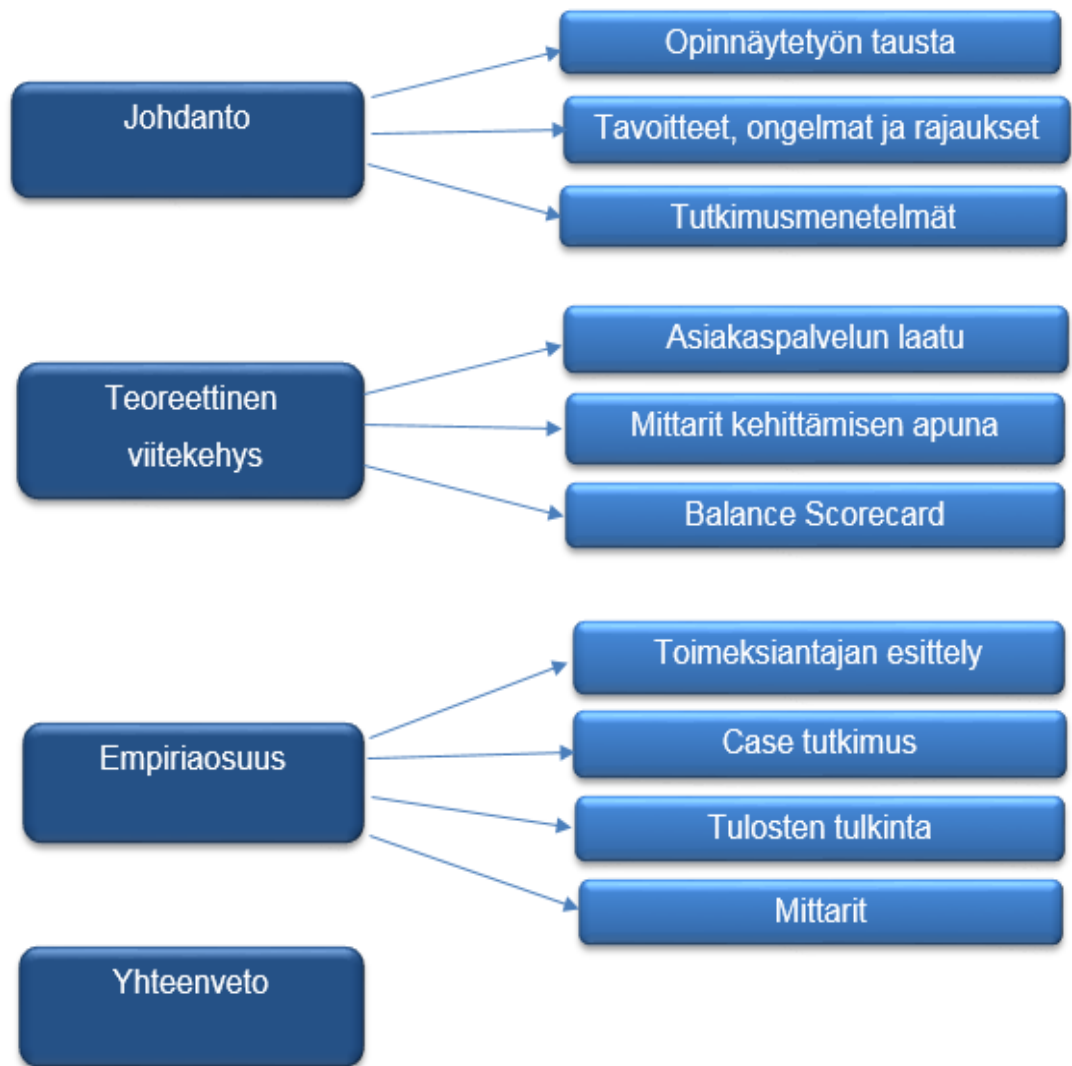 Johdanto
Opinnäytetyön tausta
Tavoitteet, ongelmat ja rajaukset
Tutkimusmenetelmät
Teoreettinen
viitekehys
Asiakaspalvelun laatu
Mittarit kehittämisen apuna
Balance Scorecard
Empiriaosuus
Toimeksiantajan esittely
Case tutkimus
Tulosten tulkinta
Mittarit
Yhteenveto